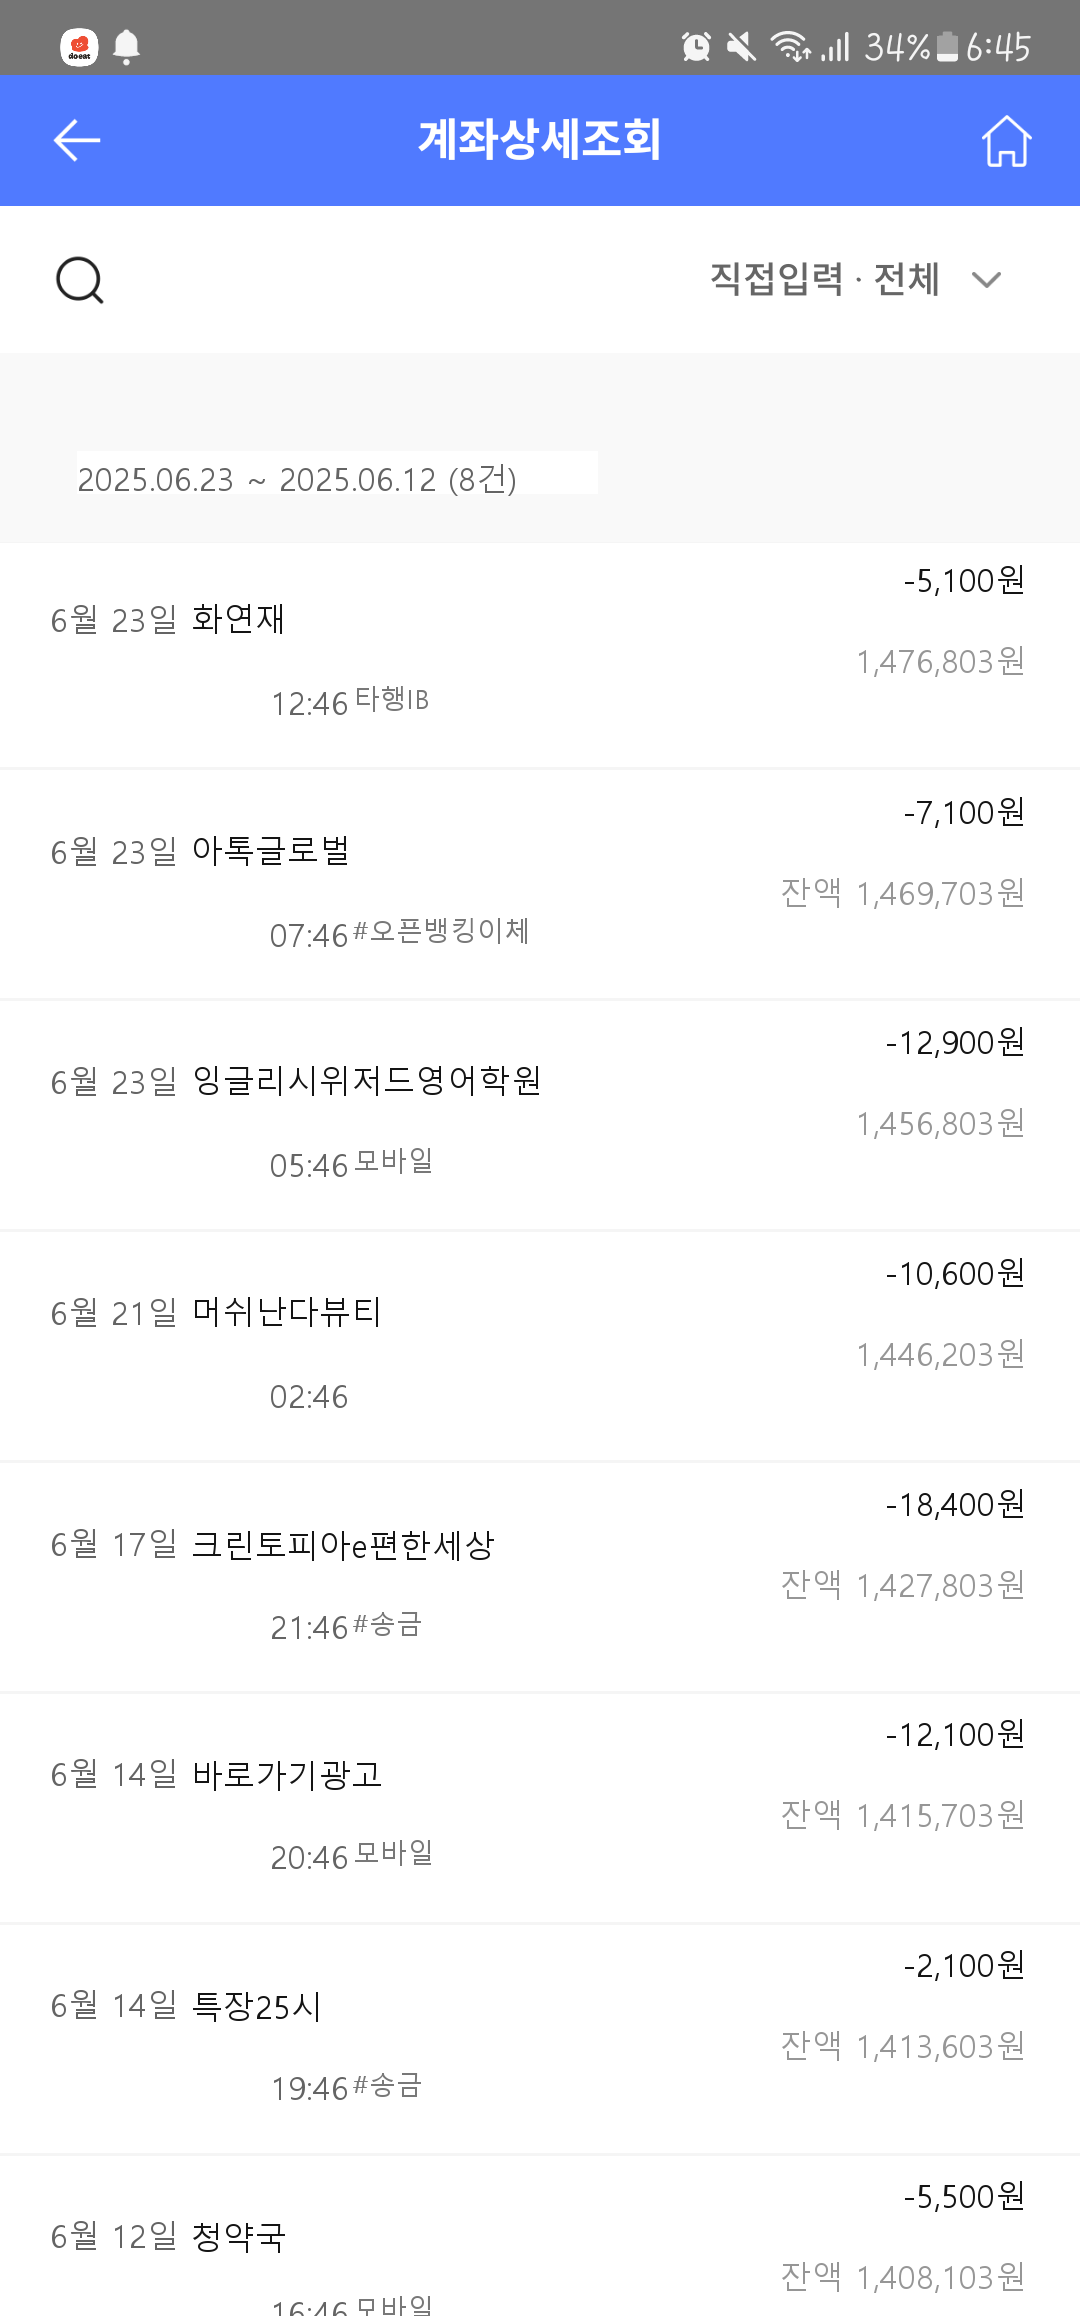 doeat 34% 6:45
계좌상세조회
직접입력 · 전체
2025.06.23 ~ 2025.06.12 (8건)
-5,100원
6월 23일 화연재
1,476,803원
12:46 타행IB
-7,100원
6월 23일 아톡글로벌
잔액 1,469,703원
07:46 #오픈뱅킹이체
-12,900원
6월 23일 잉글리시위저드영어학원
1,456,803원
05:46 모바일
-10,600원
6월 21일 머쉬난다뷰티
1,446,203원
02:46
-18,400원
6월 17일 크린토피아e편한세상
잔액 1,427,803원
21:46 #송금
-12,100원
6월 14일 바로가기광고
잔액 1,415,703원
20:46 모바일
-2,100원
6월 14일 특장25시
잔액 1,413,603원
19:46 #송금
-5,500원
6월 12일 청약국
잔액 1,408,103원
16:46 모바일